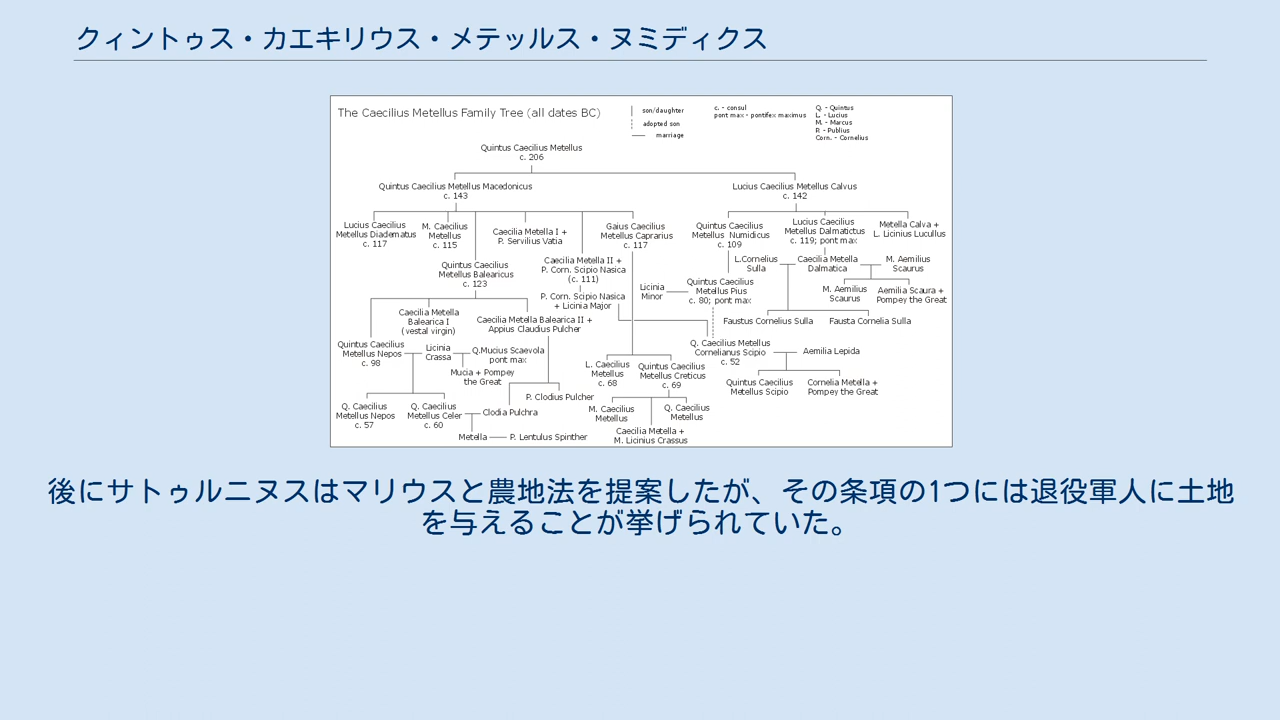 クィントゥス・カエキリウス・メテッルス・ヌミディクス
The Caecilius Metellus Family Tree (all dates BC)
son/daughter
adopted son
marriage
c. - consul
pont max - pontifex maximus
Q. - Quintus
L. - Lucius
M. - Marcus
P. - Publius
Corn. - Cornelius
Quintus Caecilius Metellus
c. 206
Quintus Caecilius Metellus Macedonicus
c. 143
Lucius Caecilius Metellus Calvus
c. 142
Lucius Caecilius
Metellus Diadematus
c. 117
M. Caecilius
Metellus
c. 115
Caecilia Metella I +
P. Servilius Vatia
Gaius Caecilius
Metellus Caprarius
c. 117
Quintus Caecilius
Metellus Numidicus
c. 109
Lucius Caecilius
Metellus Dalmatictus
c. 119; pont max
Metella Calva +
L. Licinius Lucullus
Quintus Caecilius
Metellus Balearicus
c. 123
Caecilia Metella II +
P. Corn. Scipio Nasica
(c. 111)
L.Cornelius
Sulla
Caecilia Metella
Dalmatica
M. Aemilius
Scaurus
Licinia
Minor
Quintus Caecilius
Metellus Pius
c. 80; pont max
M. Aemilius
Scaurus
Aemilia Scaura +
Pompey the Great
P. Corn. Scipio Nasica
+ Licinia Major
Caecilia Metella
Balearica I
(vestal virgin)
Caecilia Metella Balearica II +
Appius Claudius Pulcher
Faustus Cornelius Sulla
Fausta Cornelia Sulla
Quintus Caecilius
Metellus Nepos
c. 98
Licinia
Crassa
Q.Mucius Scaevola
pont max
Q. Caecilius Metellus
Cornelianus Scipio
c. 52
Aemilia Lepida
Mucia + Pompey
the Great
L. Caecilius
Metellus
c. 68
Quintus Caecilius
Metellus Creticus
c. 69
Quintus Caecilius
Metellus Scipio
Cornelia Metella +
Pompey the Great
P. Clodius Pulcher
Q. Caecilius
Metellus Nepos
c. 57
Q. Caecilius
Metellus Celer
c. 60
Clodia Pulchra
M. Caecilius
Metellus
Q. Caecilius
Metellus
Metella
P. Lentulus Spinther
Caecilia Metella +
M. Licinius Crassus
後にサトゥルニヌスはマリウスと農地法を提案したが、その条項の1つには退役軍人に土地
を与えることが挙げられていた。